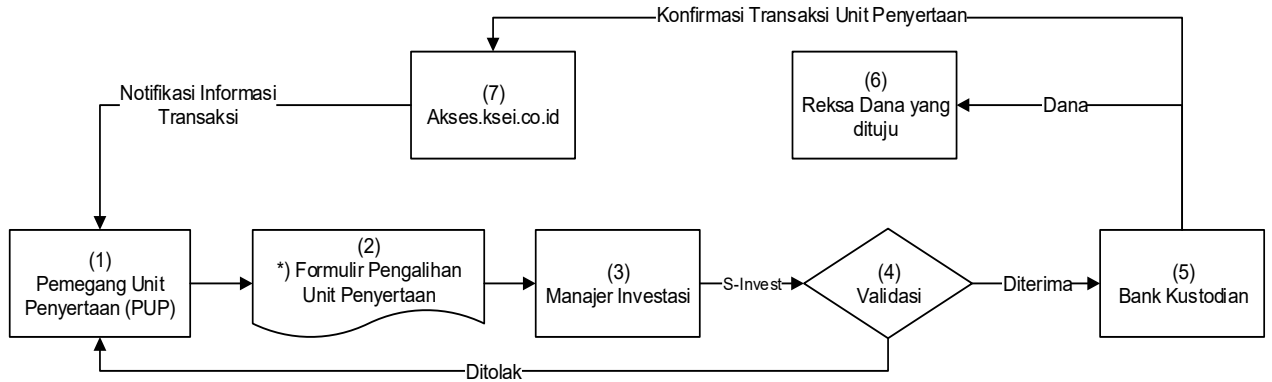 Konfirmasi Transaksi Unit Penyertaan
(7)
Akses.ksei.co.id
(6)
Reksa Dana yang
dituju
Notifikasi Informasi
Transaksi
Dana
(1)
Pemegang Unit
Penyertaan (PUP)
(2)
*) Formulir Pengalihan
Unit Penyertaan
(3)
Manajer Investasi
S-Invest
(4)
Validasi
Diterima
(5)
Bank Kustodian
Ditolak